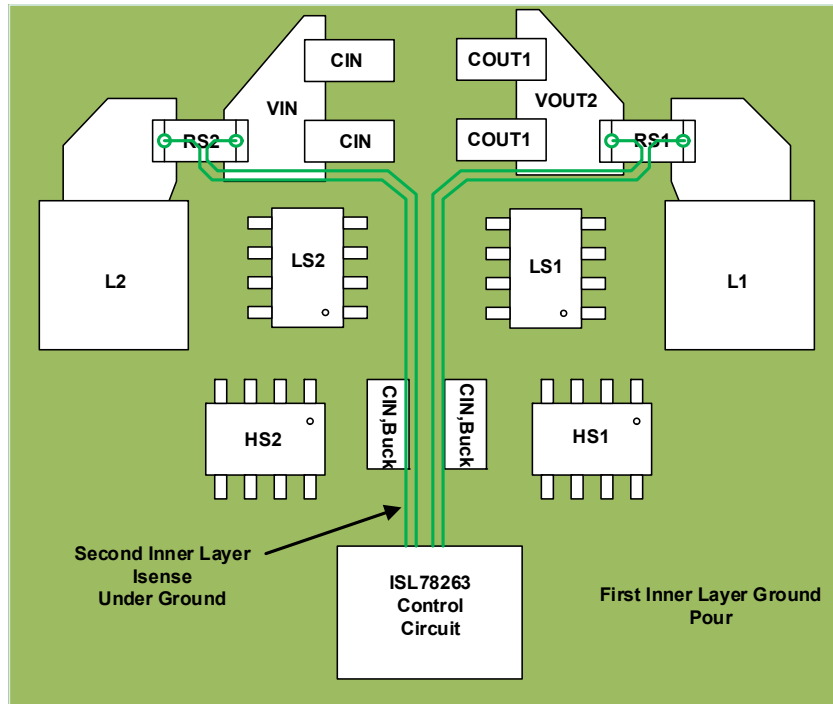 CIN
COUT1
VIN
VOUT2
RS2
CIN
COUT1
RS1
L2
LS2
LS1
L1
CIN,Buck
CIN,Buck
HS2
HS1
Second Inner Layer
Isense
Under Ground
ISL78263
Control
Circuit
First Inner Layer Ground
Pour